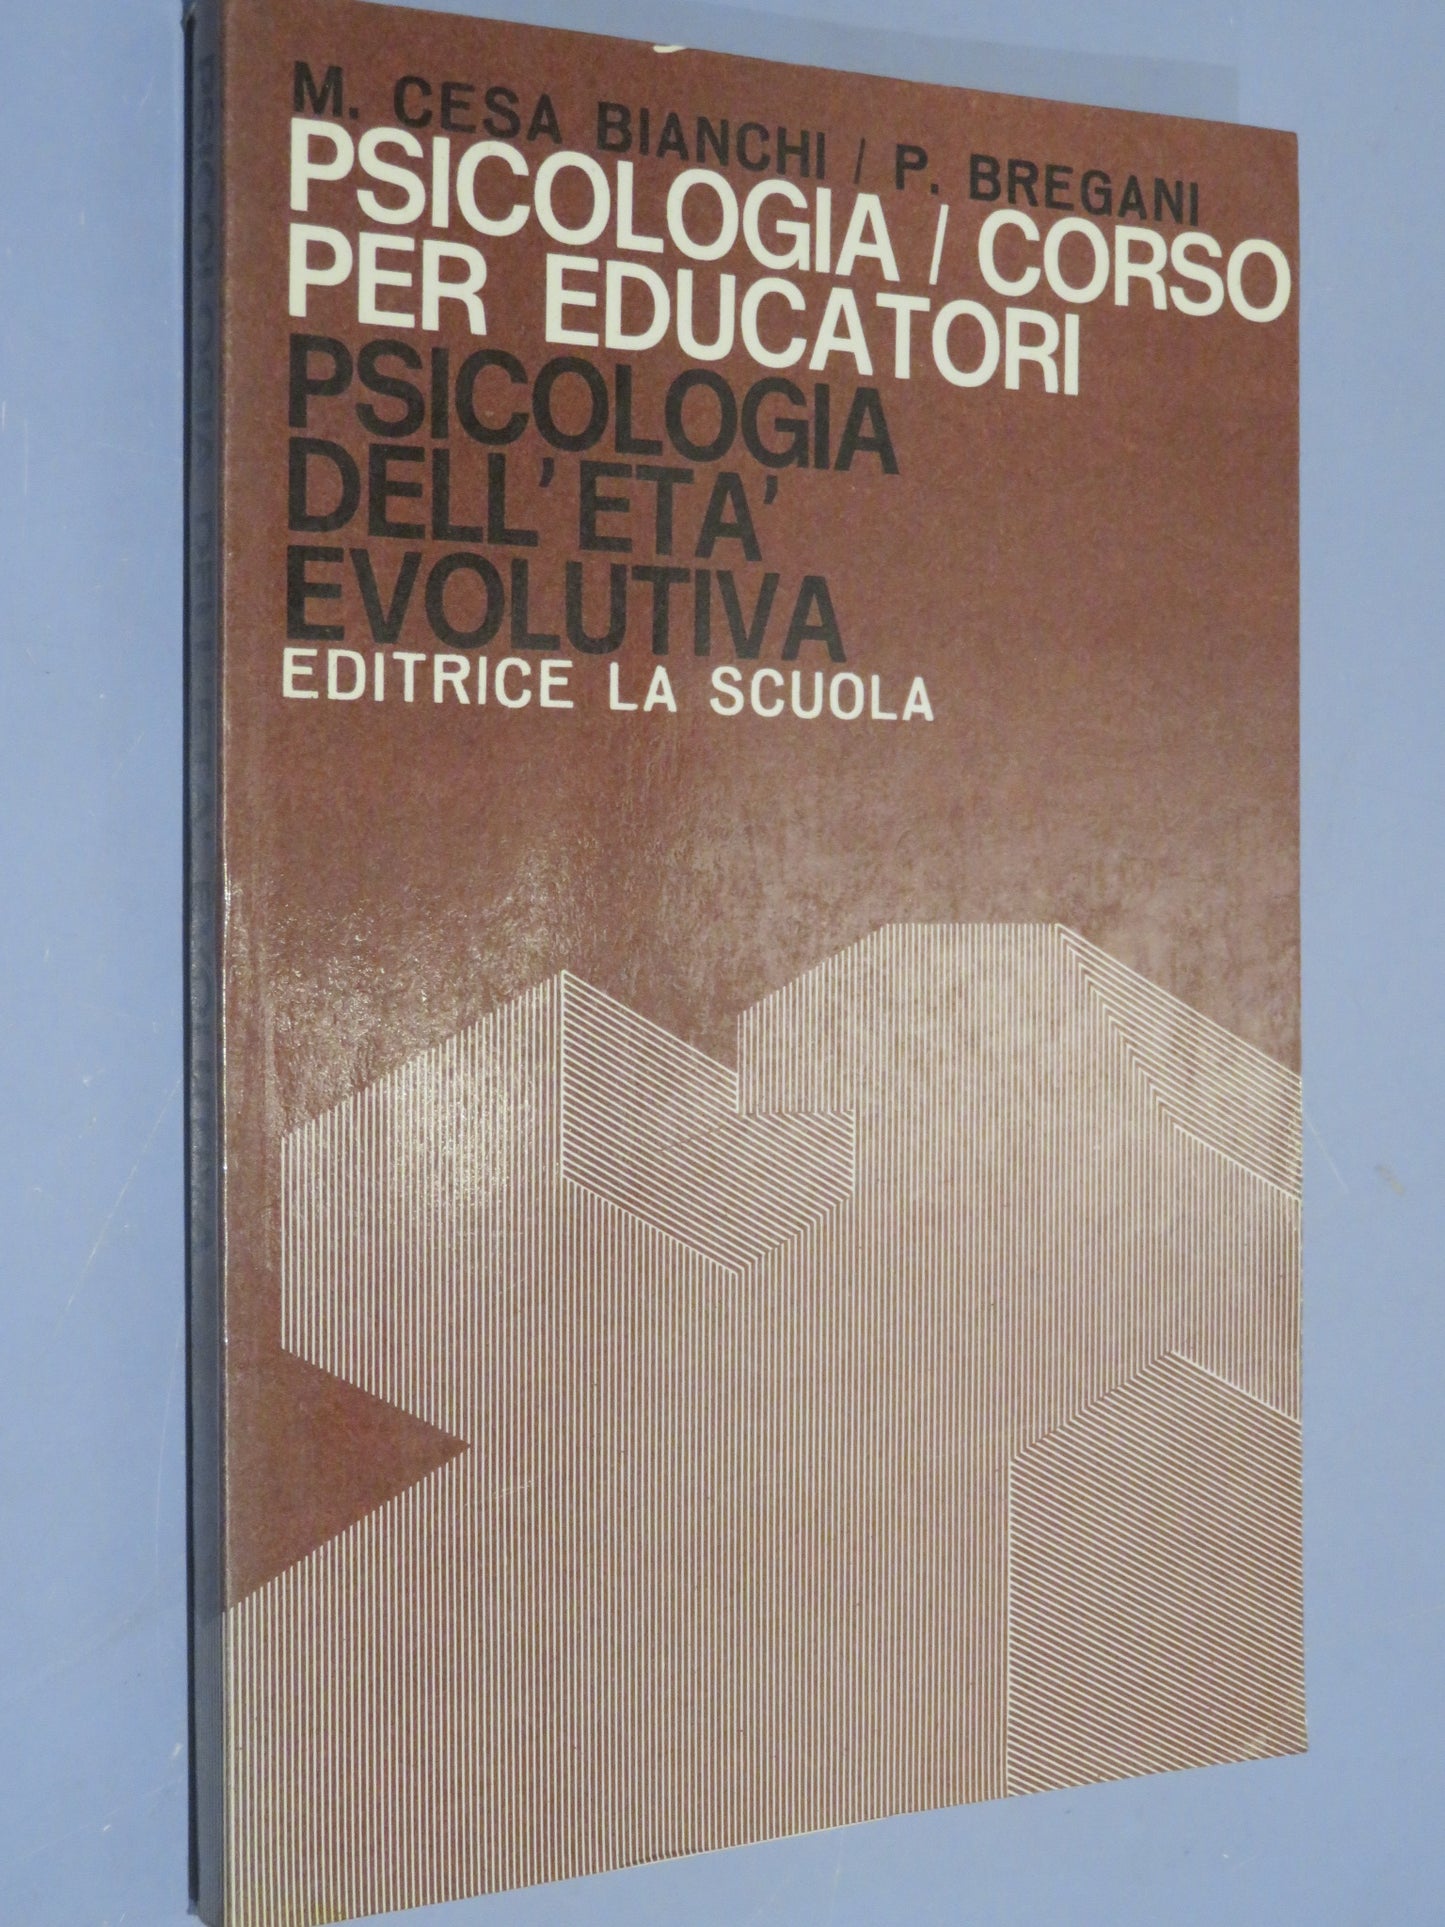 M. CESA BIANCHI / P. BREGANI
PSICOLOGIA / CORSO
PER EDUCATORI
PSICOLOGIA
DELL'ETA'
EVOLUTIVA
EDITRICE LA SCUOLA